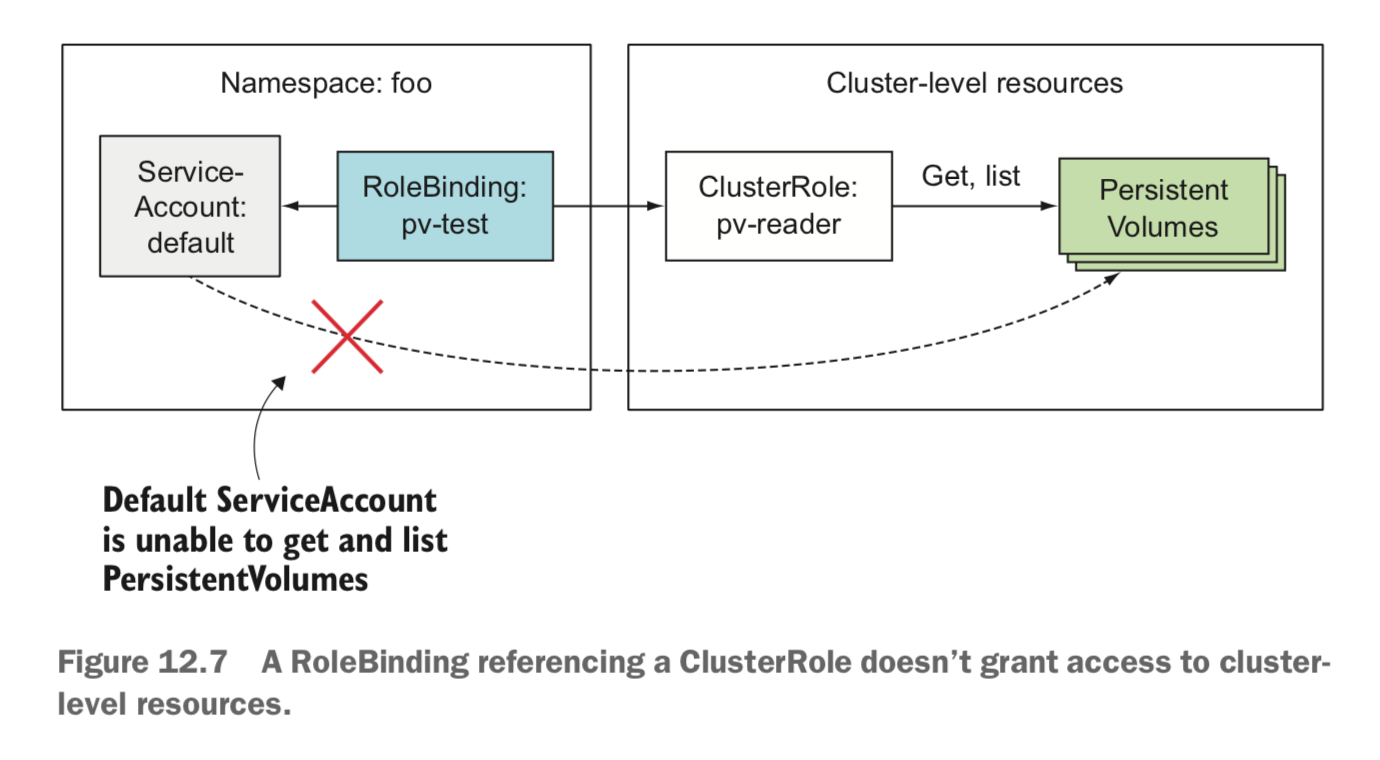 Namespace: foo
Cluster-level resources
Service-
Account:
default
RoleBinding:
pv-test
ClusterRole:
pv-reader
Get, list
Persistent
Volumes
Default ServiceAccount
is unable to get and list
PersistentVolumes
Figure 12.7 A RoleBinding referencing a ClusterRole doesn’t grant access to cluster-
level resources.